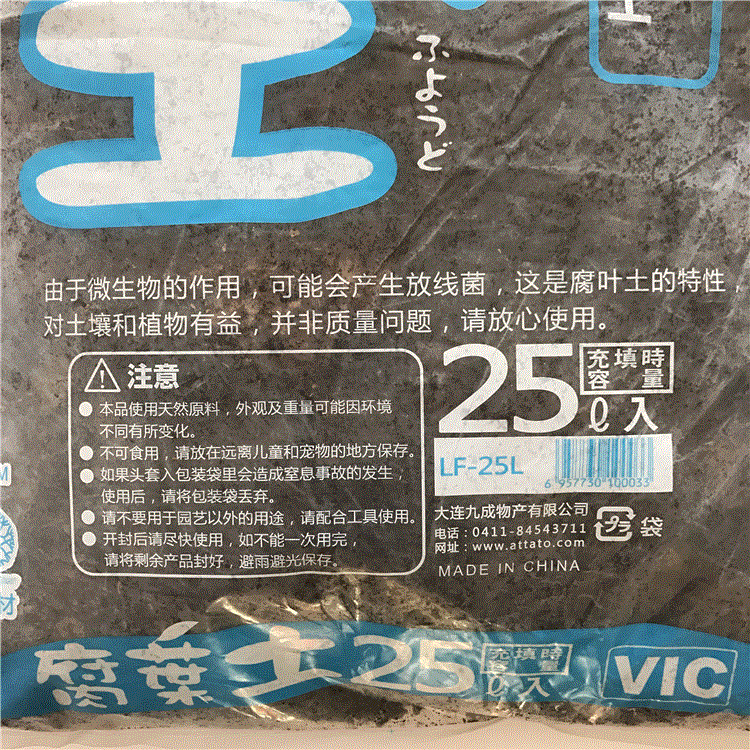 土
ふようど
由于微生物的作用，可能会产生放线菌，这是腐叶土的特性，
对土壤和植物有益，并非质量问题，请放心使用。
注意
本品使用天然原料，外观及重量可能因环境
不同有所变化。
不可食用，请放在远离儿童和宠物的地方保存。
如果头套入包装袋里会造成窒息事故的发生，
使用后，请将包装袋丢弃。
请不要用于园艺以外的用途，请配合工具使用。
开封后请尽快使用，如不能一次用完，
请将剩余产品封好，避雨避光保存。
25ℓ入
充填時容量
LF-25L
6 957730 100033
大连九成物产有限公司
电话：0411-84543711
网址：www.attato.com
プラ 袋
MADE IN CHINA
M
材
腐葉土25ℓ入
充填時容量
VIC